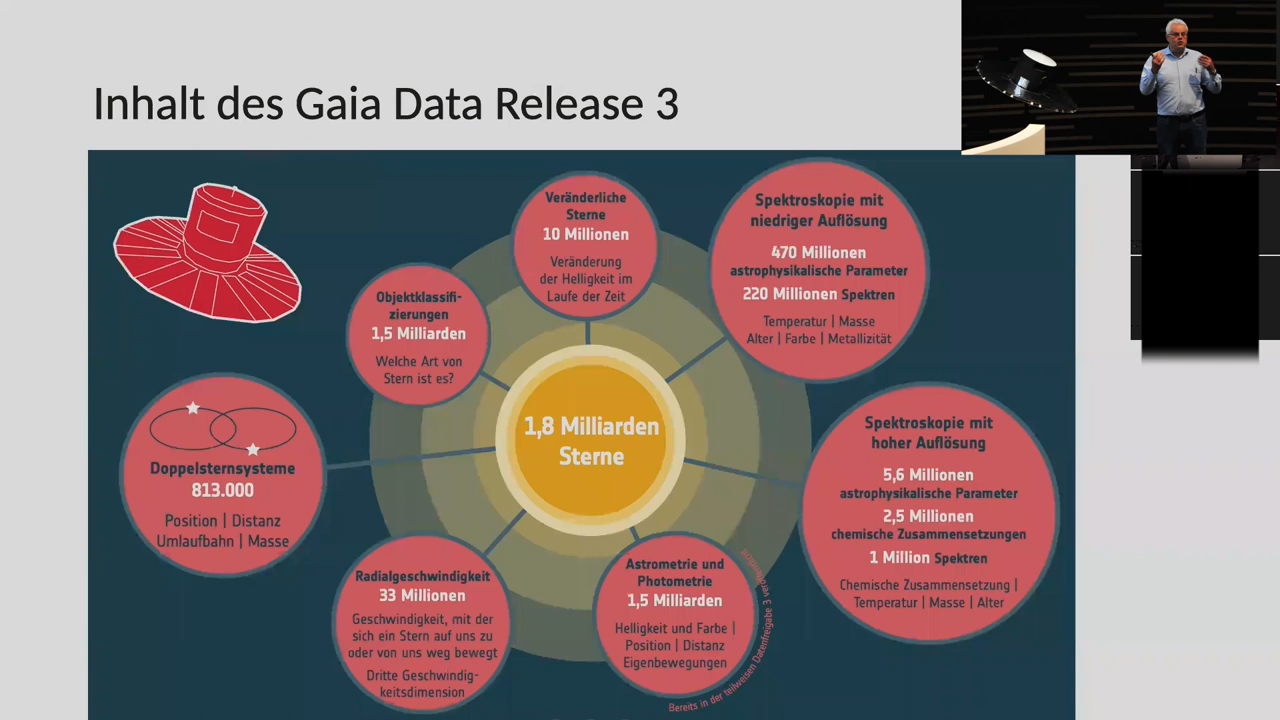 Inhalt des Gaia Data Release 3
Veränderliche
Sterne
10 Millionen
Veränderung
der Helligkeit im
Laufe der Zeit
Spektroskopie mit
niedriger Auflösung
470 Millionen
astrophysikalische Parameter
220 Millionen Spektren
Temperatur | Masse
Alter | Farbe | Metallizität
Objektklassifi-
zierungen
1,5 Milliarden
Welche Art von
Stern ist es?
1,8 Milliarden
Sterne
Doppelsternsysteme
813.000
Position | Distanz
Umlaufbahn | Masse
Spektroskopie mit
hoher Auflösung
5,6 Millionen
astrophysikalische Parameter
2,5 Millionen
chemische Zusammensetzungen
1 Million Spektren
Chemische Zusammensetzung |
Temperatur | Masse | Alter
Radialgeschwindigkeit
33 Millionen
Geschwindigkeit, mit der
sich ein Stern auf uns zu
oder von uns weg bewegt
Dritte Geschwindig-
keitsdimension
Astrometrie und
Photometrie
1,5 Milliarden
Helligkeit und Farbe |
Position | Distanz
Eigenbewegungen
Bereits in der teilweisen Datenfreigabe 3 veröffentlicht